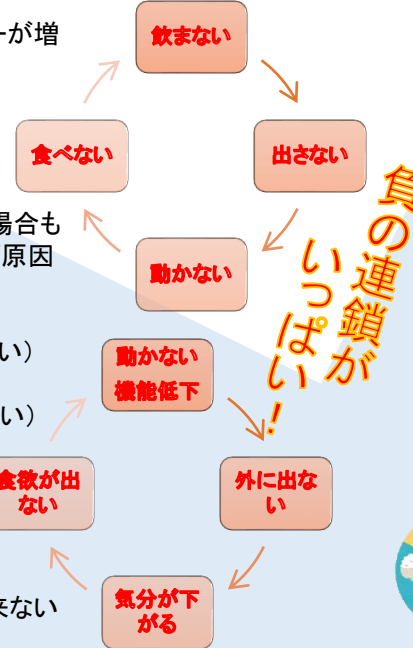 ーが増
飲まない
食べない
出さない
場合も
原因
動かない
負の連鎖が
いっぱい！
い）
動かない
機能低下
い）
食欲が出
ない
外に出な
い
気分が下
がる
来ない